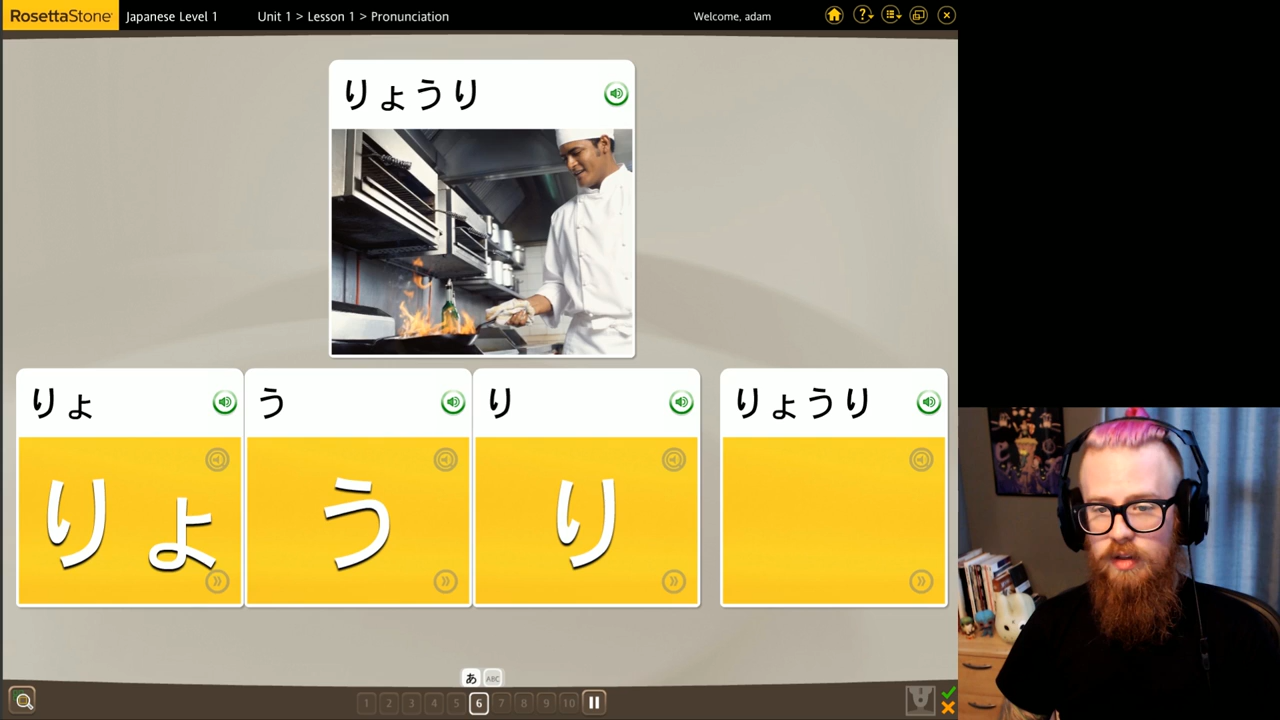 RosettaStone
Japanese Level 1
Unit 1 > Lesson 1 > Pronunciation
Welcome, adam
りょうり
りょ
う
り
りょうり
りょ
う
り
あ ABC
1 2 3 4 5 6 7 8 9 10